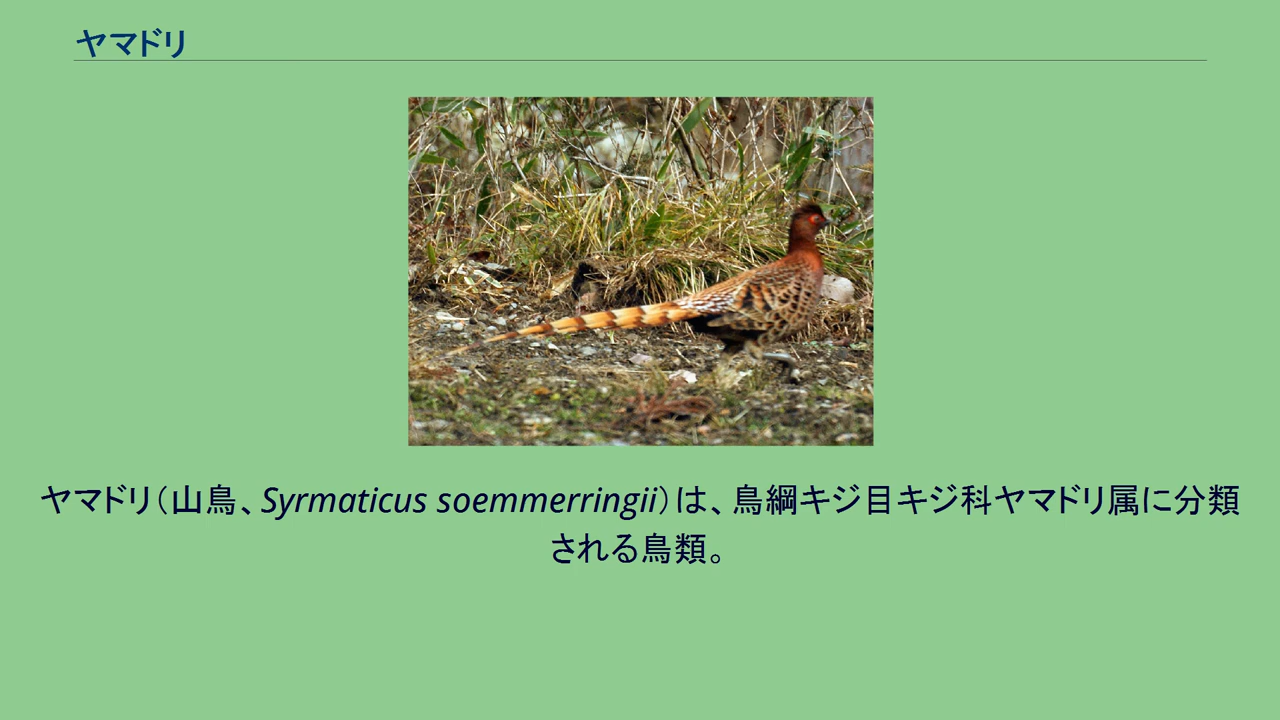 ヤマドリ
ヤマドリ（山鳥、Syrmaticus soemmerringii）は、鳥綱キジ目キジ科ヤマドリ属に分類
される鳥類。